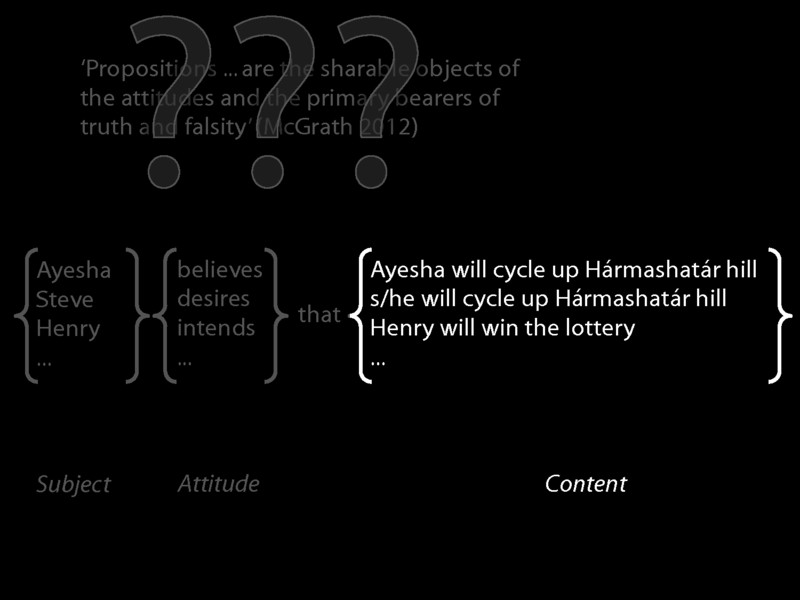 ???
‘Propositions ... are the sharable objects of
the attitudes and the primary bearers of
truth and falsity’ (McGrath 2012)
Ayesha
Steve
Henry
...
believes
desires
intends
...
that
Ayesha will cycle up Hármashatár hill
s/he will cycle up Hármashatár hill
Henry will win the lottery
...
Subject
Attitude
Content